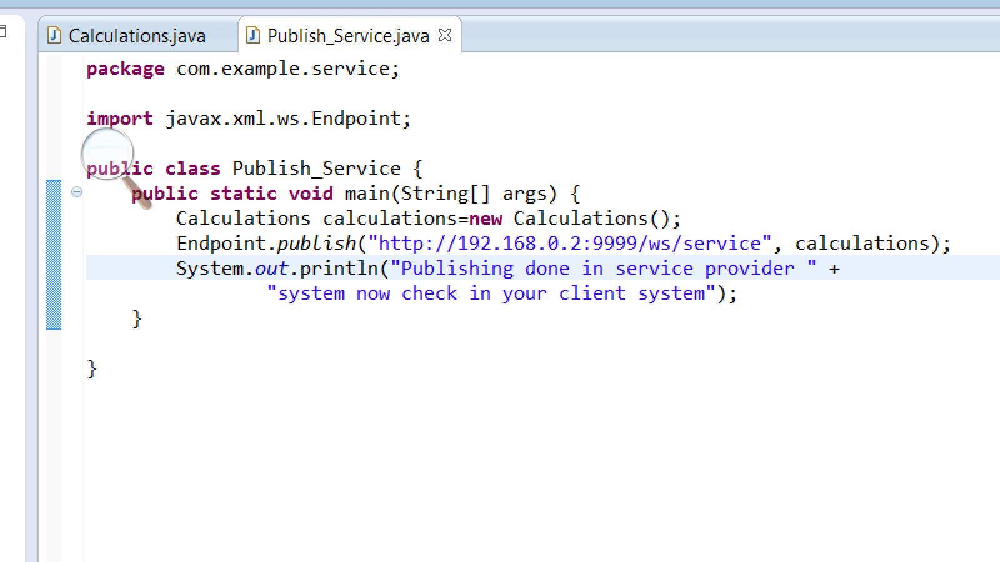 Calculations.java
Publish_Service.java
package com.example.service;
import javax.xml.ws.Endpoint;
public class Publish_Service {
public static void main(String[] args) {
Calculations calculations=new Calculations();
Endpoint.publish("http://192.168.0.2:9999/ws/service", calculations);
System.out.println("Publishing done in service provider " +
"system now check in your client system");
}
}